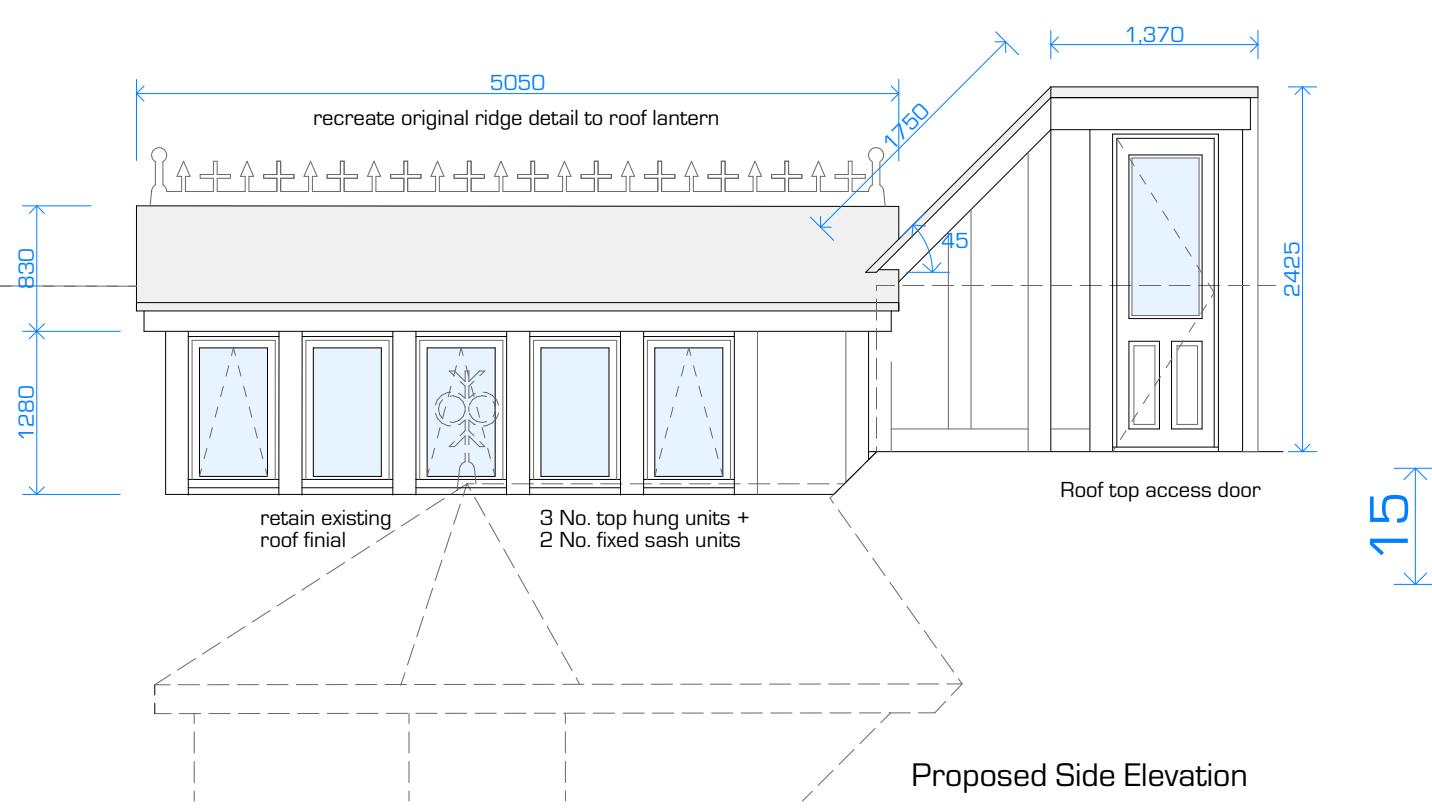 1,370
5050
recreate original ridge detail to roof lantern
1750
45
830
2425
1280
15
Roof top access door
retain existing
roof finial
3 No. top hung units +
2 No. fixed sash units
Proposed Side Elevation